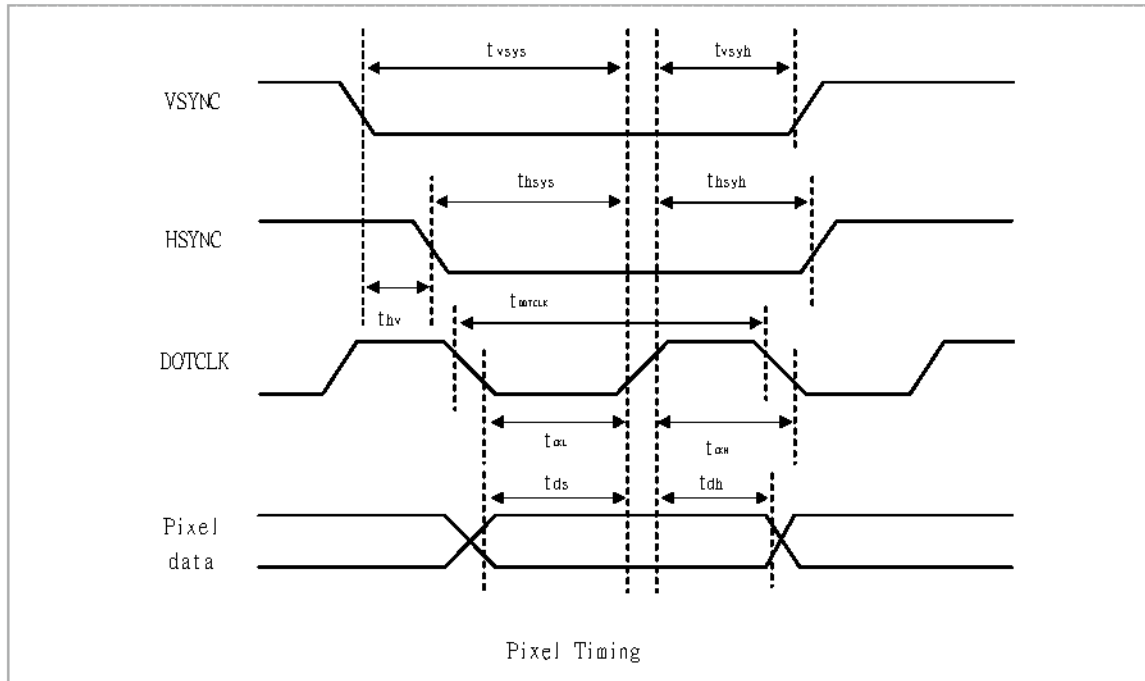 tvsys tvsyh
VSYNC
thsys thsyh
HSYNC
thv tDOTCLK
DOTCLK
tCKL tCKH
tds tdh
Pixel
data
Pixel Timing